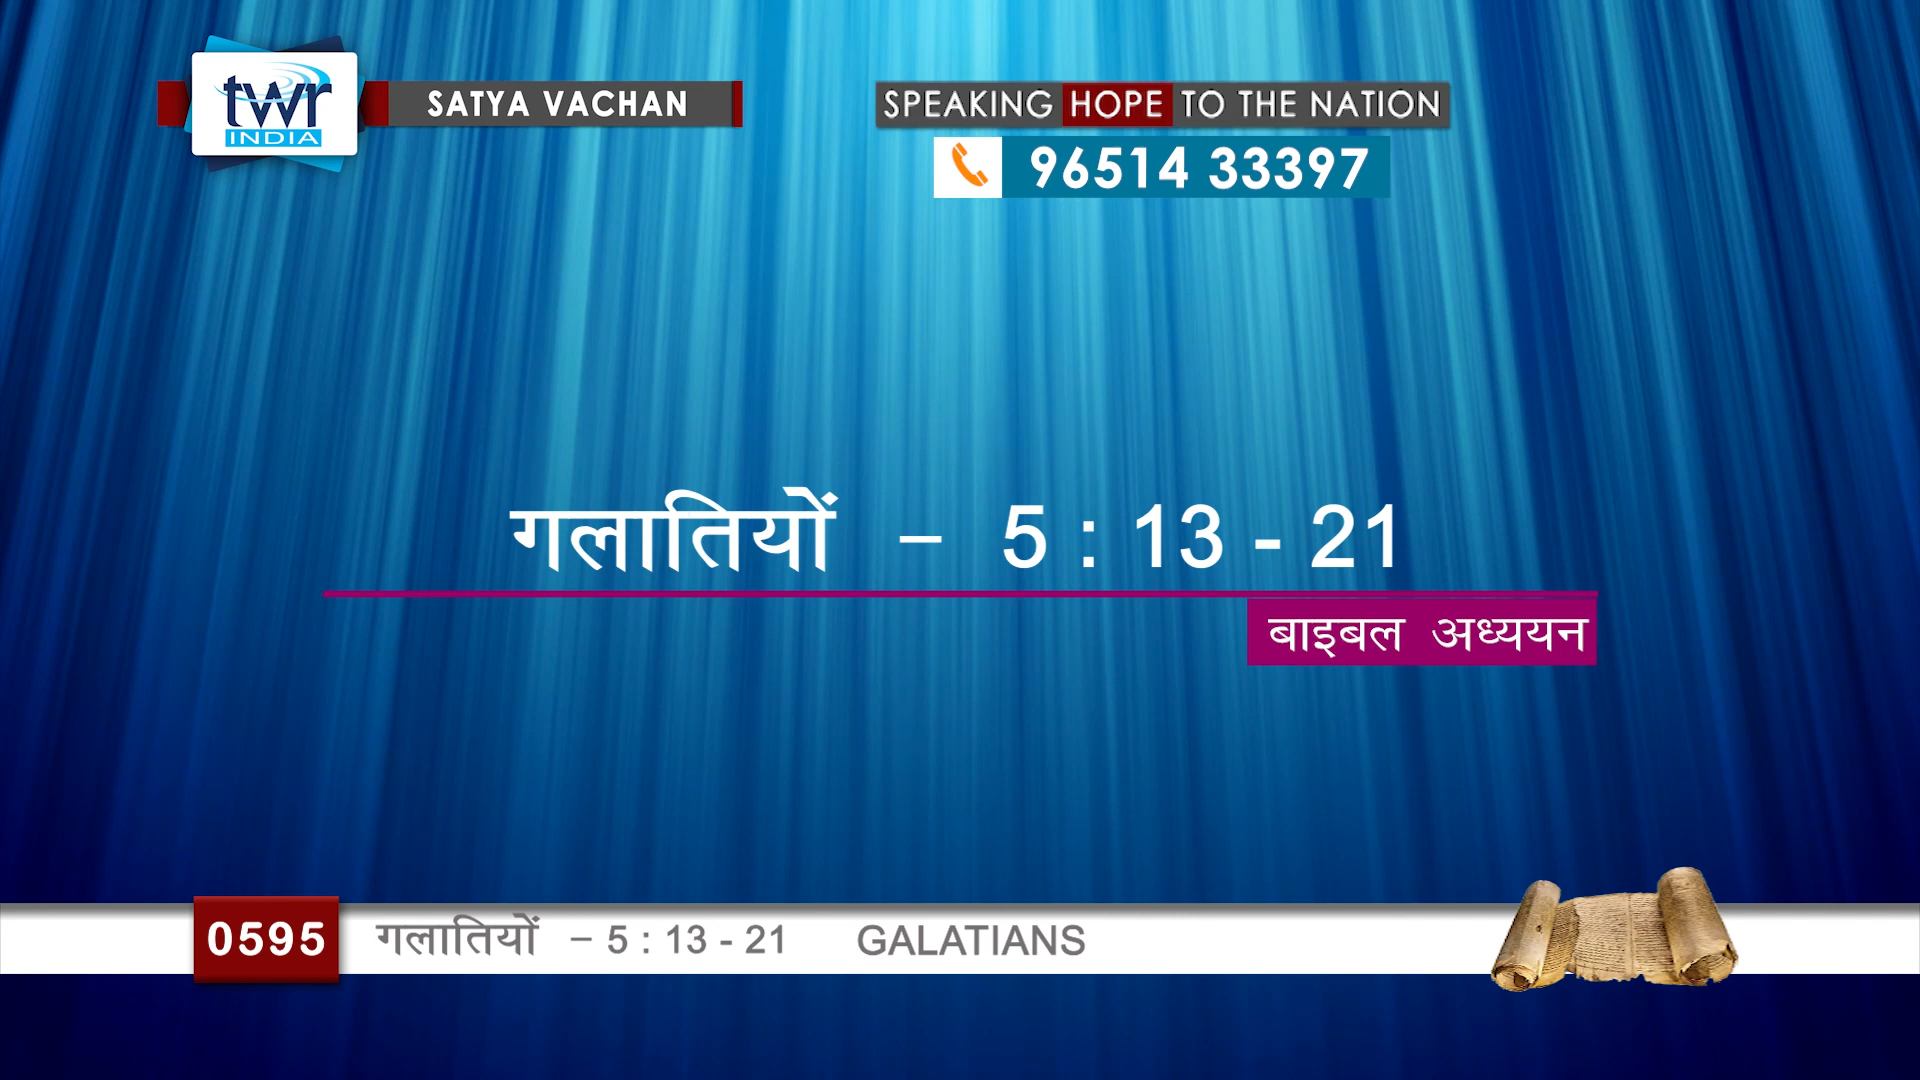 twr
INDIA
SATYA VACHAN
SPEAKING HOPE TO THE NATION
96514 33397
गलातियों – 5 : 13 - 21
बाइबल अध्ययन
0595 गलातियों – 5 : 13 - 21 GALATIANS